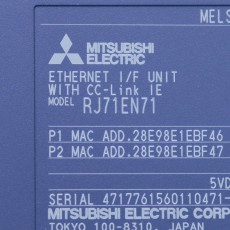 MELS
MITSUBISHI
ELECTRIC
ETHERNET I/F UNIT
WITH CC-Link IE
MODEL RJ71EN71
P1 MAC ADD.28E98E1EBF46
P2 MAC ADD.28E98E1EBF47
5VD
SERIAL 4717761560110471-
MITSUBISHI ELECTRIC CORP
TOKYO 100-8310, JAPAN